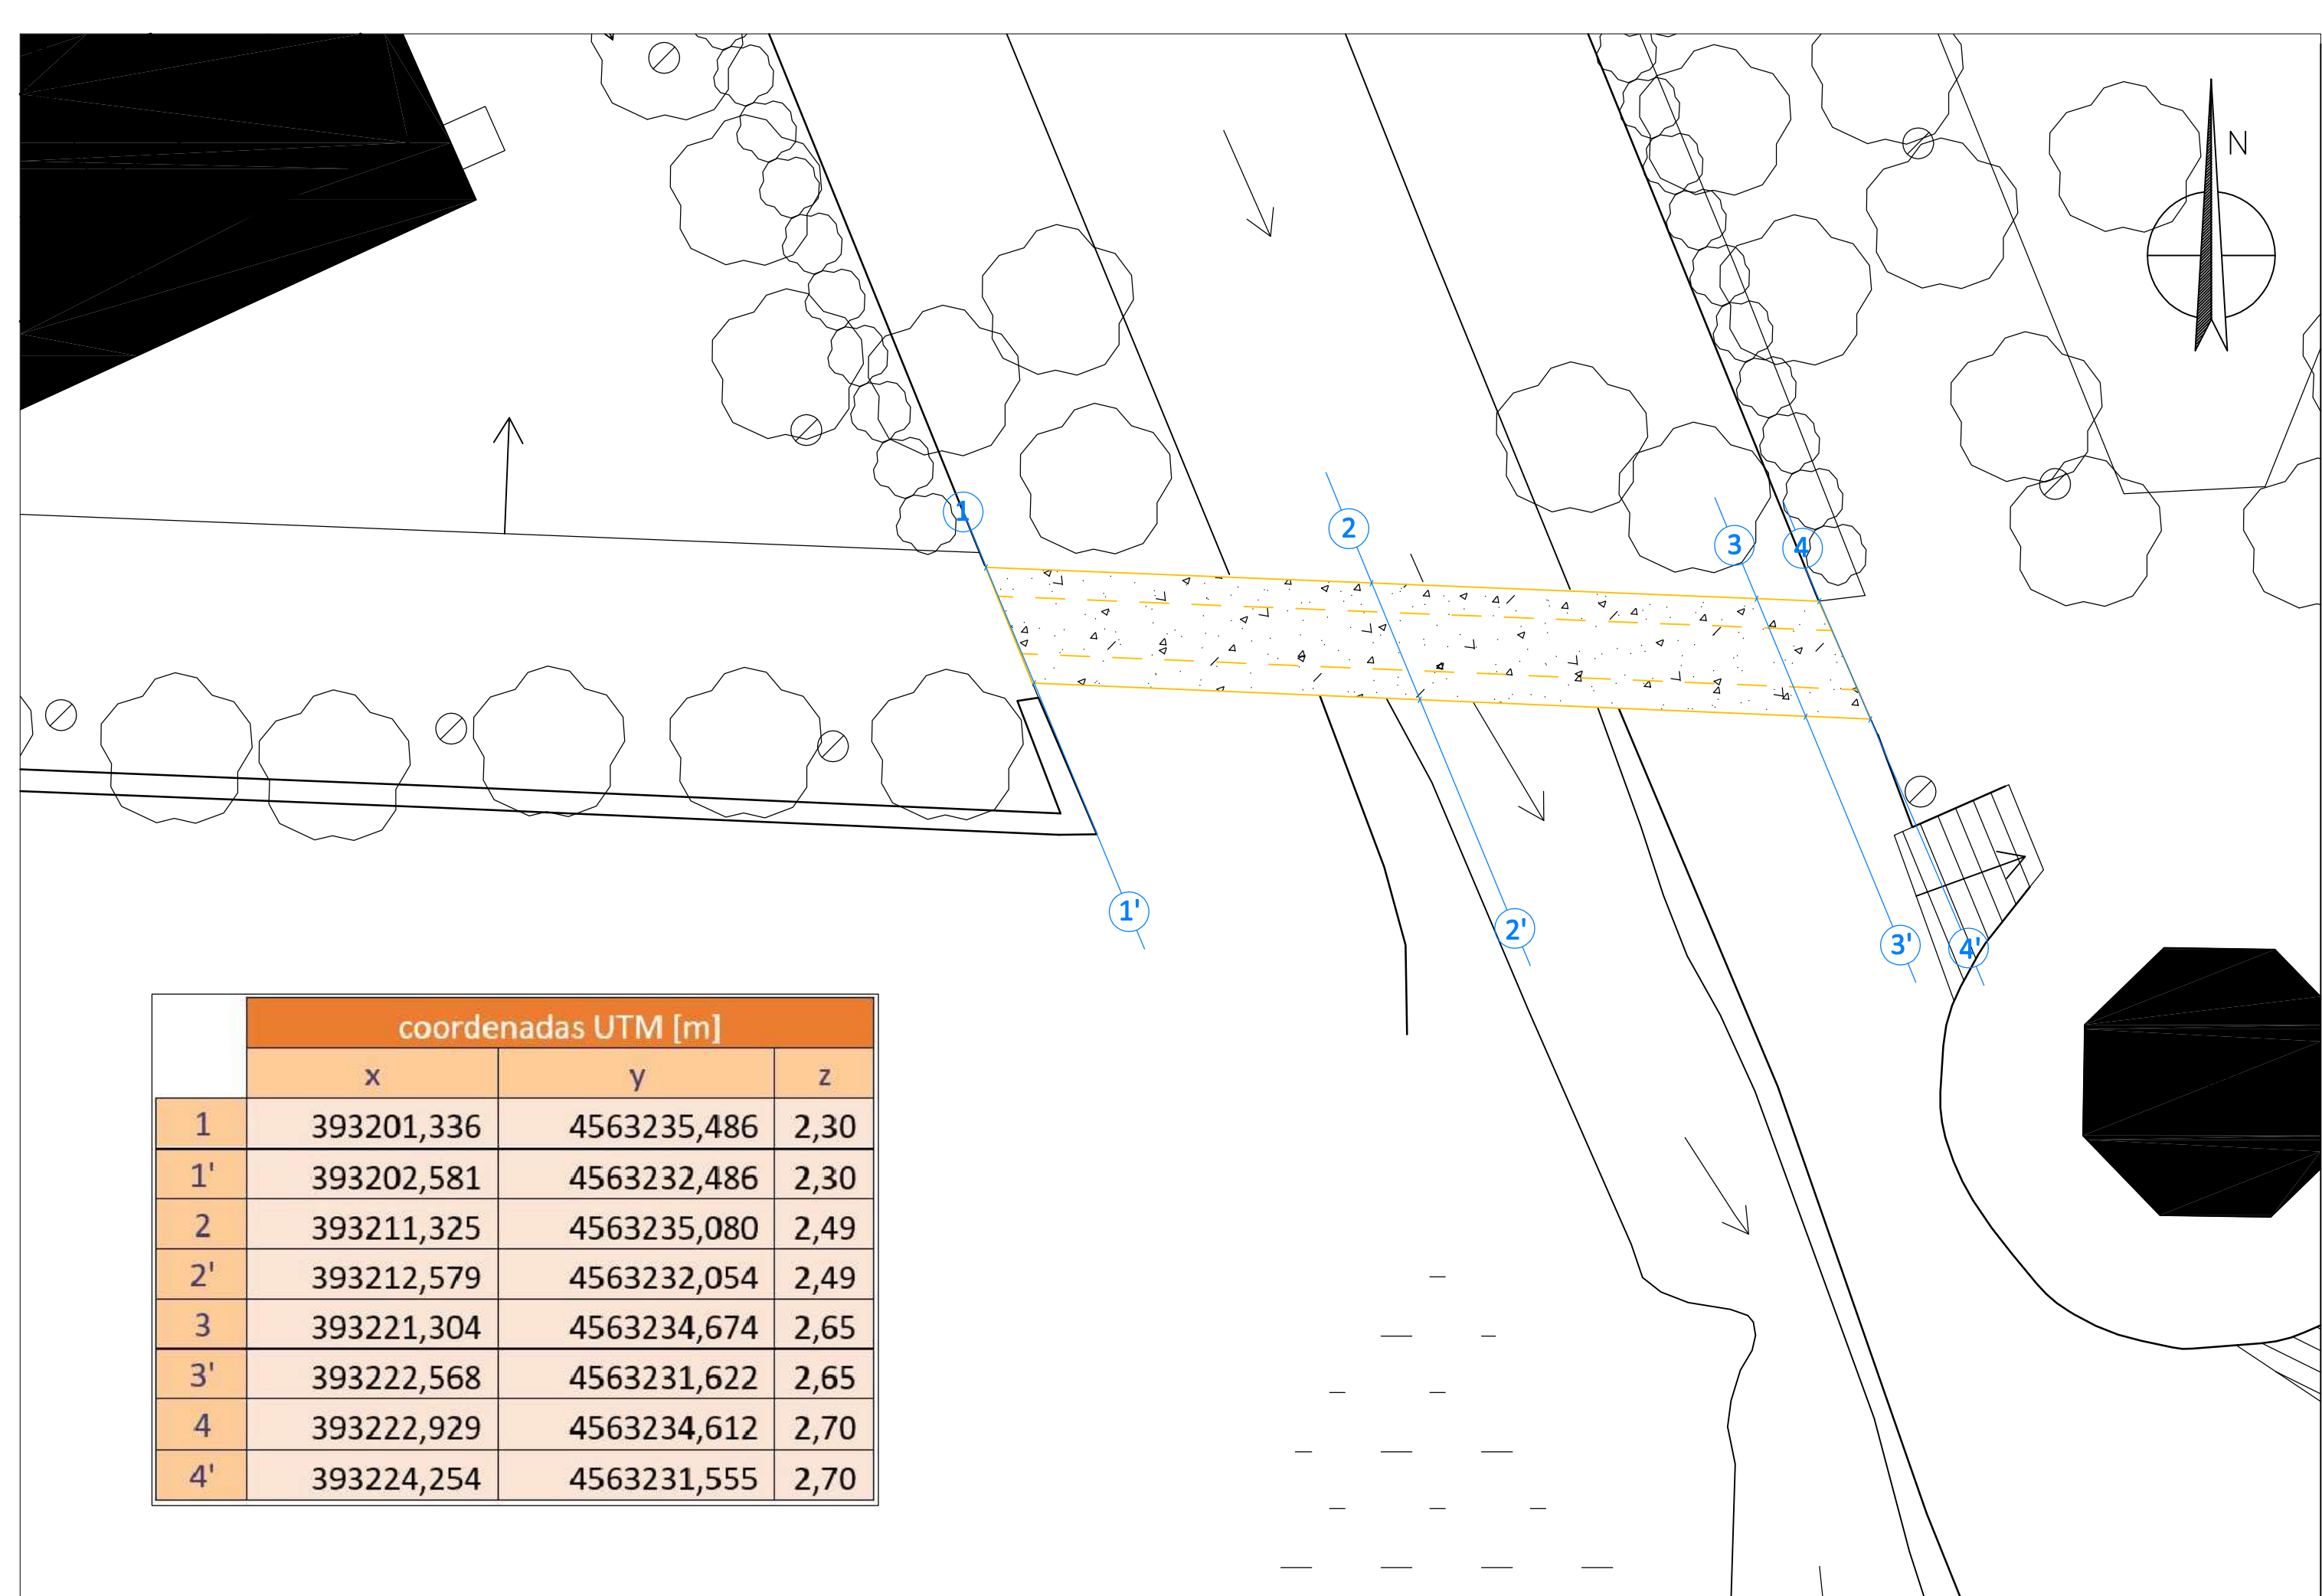 N
1
2
3
4
1'
2'
3'
4'
coordenadas UTM [m]
x y z
1 393201,336 4563235,486 2,30
1' 393202,581 4563232,486 2,30
2 393211,325 4563235,080 2,49
2' 393212,579 4563232,054 2,49
3 393221,304 4563234,674 2,65
3' 393222,568 4563231,622 2,65
4 393222,929 4563234,612 2,70
4' 393224,254 4563231,555 2,70